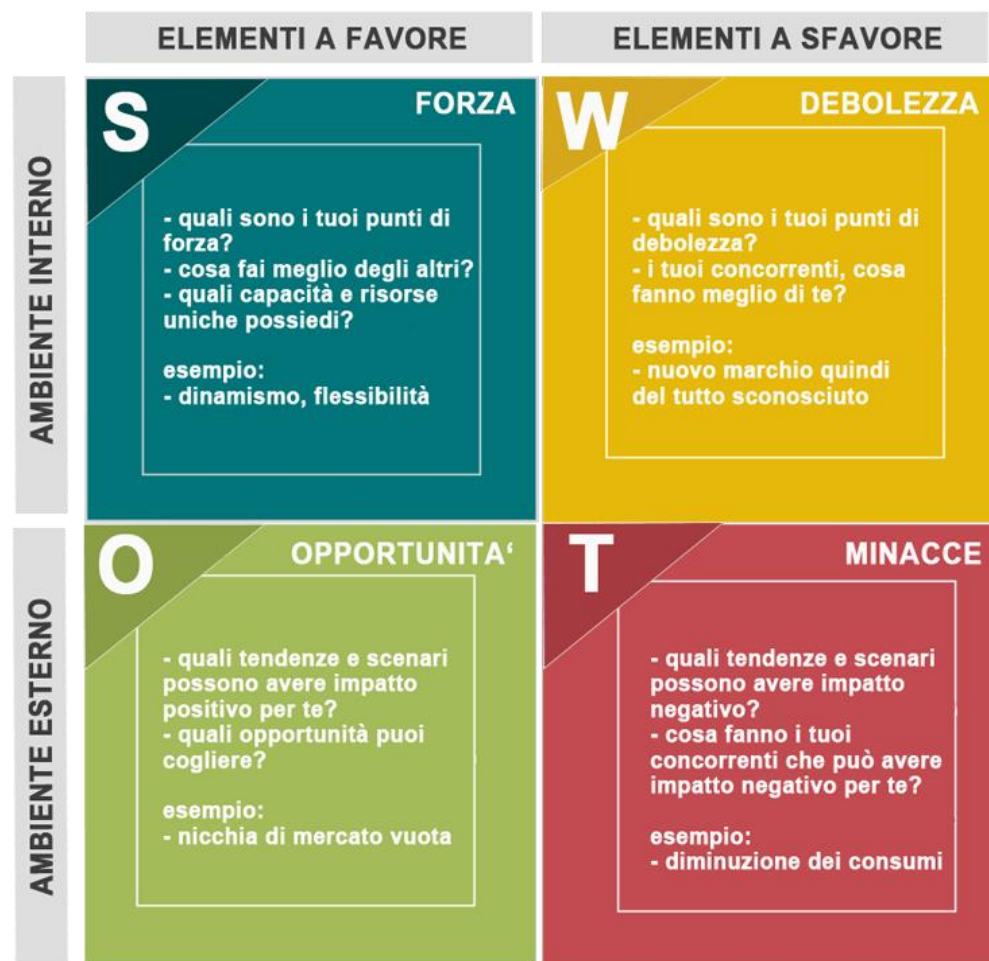 ELEMENTI A FAVORE
ELEMENTI A SFAVORE
AMBIENTE INTERNO
S
FORZA
- quali sono i tuoi punti di
forza?
- cosa fai meglio degli altri?
- quali capacità e risorse
uniche possiedi?
esempio:
- dinamismo, flessibilità
W
DEBOLEZZA
- quali sono i tuoi punti di
debolezza?
- i tuoi concorrenti, cosa
fanno meglio di te?
esempio:
- nuovo marchio quindi
del tutto sconosciuto
AMBIENTE ESTERNO
O
OPPORTUNITA‘
- quali tendenze e scenari
possono avere impatto
positivo per te?
- quali opportunità puoi
cogliere?
esempio:
- nicchia di mercato vuota
T
MINACCE
- quali tendenze e scenari
possono avere impatto
negativo?
- cosa fanno i tuoi
concorrenti che può avere
impatto negativo per te?
esempio:
- diminuzione dei consumi